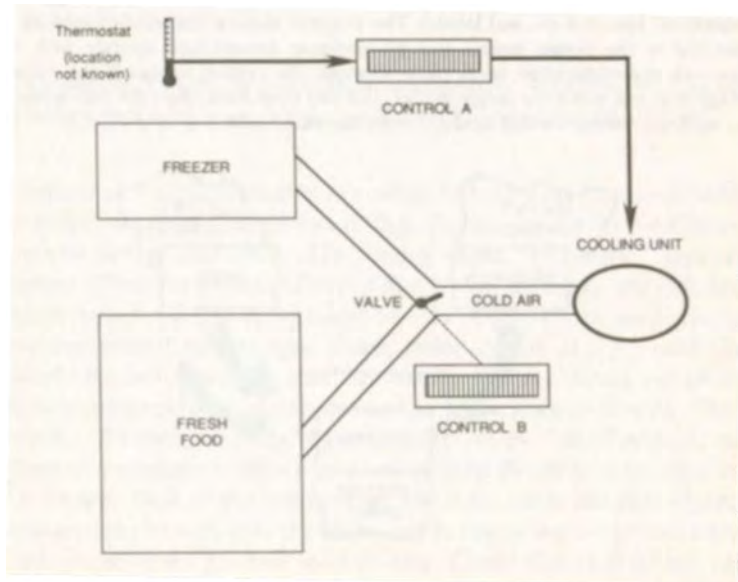 Thermostat
(location
not known)
CONTROL A
FREEZER
COOLING UNIT
VALVE
COLD AIR
CONTROL B
FRESH
FOOD